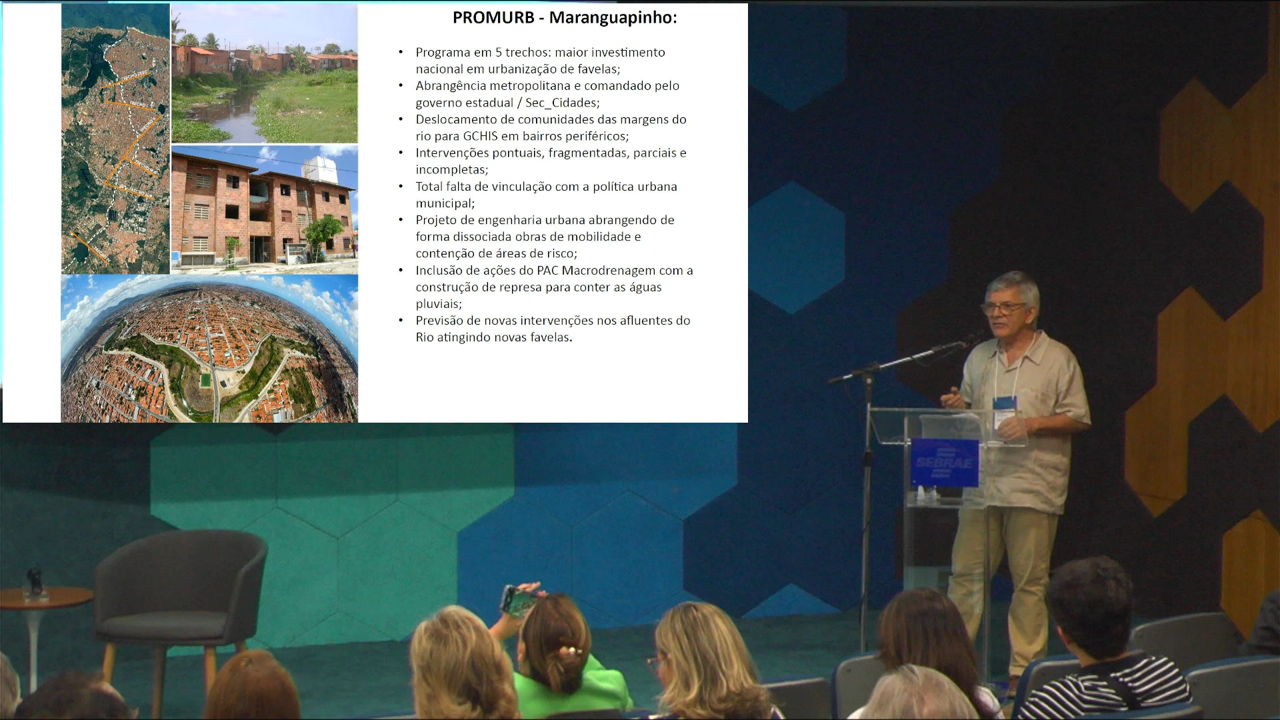 PROMURB - Maranguapinho:
• Programa em 5 trechos: maior investimento
nacional em urbanização de favelas;
• Abrangência metropolitana e comandado pelo
governo estadual / Sec_Cidades;
• Deslocamento de comunidades das margens do
rio para GCHIS em bairros periféricos;
• Intervenções pontuais, fragmentadas, parciais e
incompletas;
• Total falta de vinculação com a política urbana
municipal;
• Projeto de engenharia urbana abrangendo de
forma dissociada obras de mobilidade e
contenção de áreas de risco;
• Inclusão de ações do PAC Macrodrenagem com a
construção de represa para conter as águas
pluviais;
• Previsão de novas intervenções nos afluentes do
Rio atingindo novas favelas.
SEBRAE